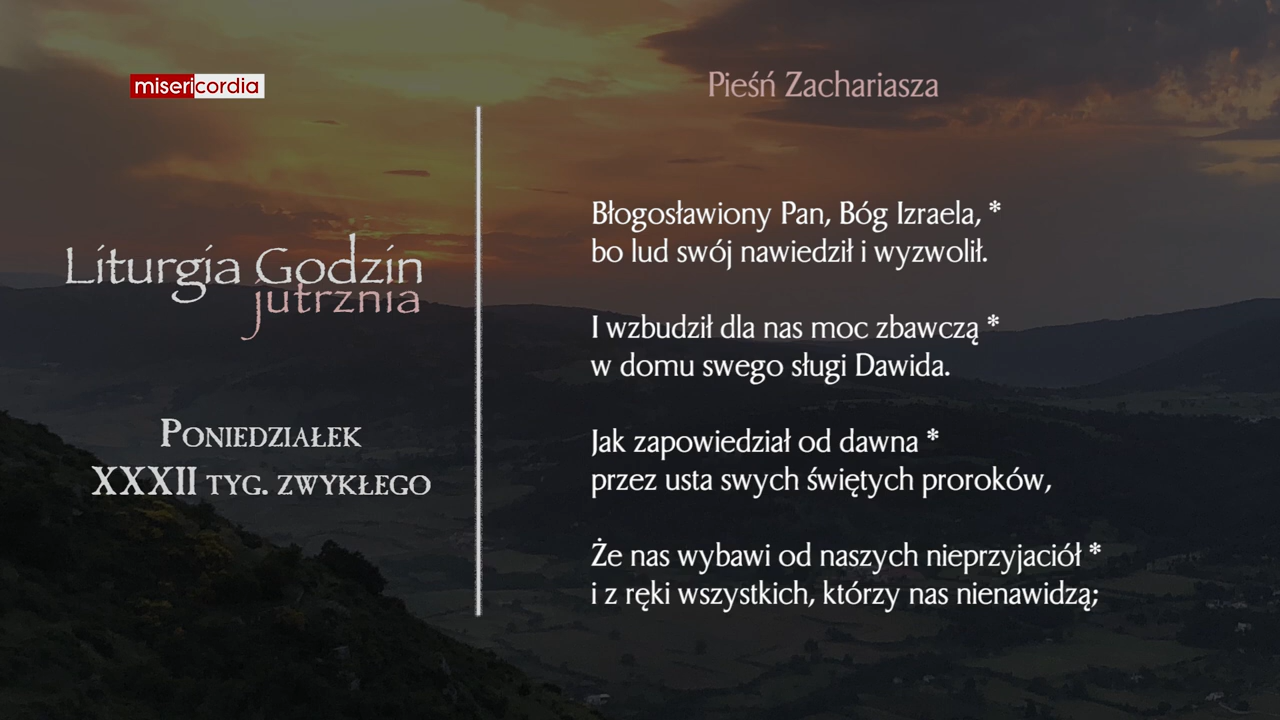 misericordia
Liturgia Godzin
jutrznia
Poniedziałek
XXXII tyg. zwykłego
Pieśń Zachariasza
Błogosławiony Pan, Bóg Izraela, *
bo lud swój nawiedził i wyzwolił.
I wzbudził dla nas moc zbawczą *
w domu swego sługi Dawida.
Jak zapowiedział od dawna *
przez usta swych świętych proroków,
Że nas wybawi od naszych nieprzyjaciół *
i z ręki wszystkich, którzy nas nienawidzą;